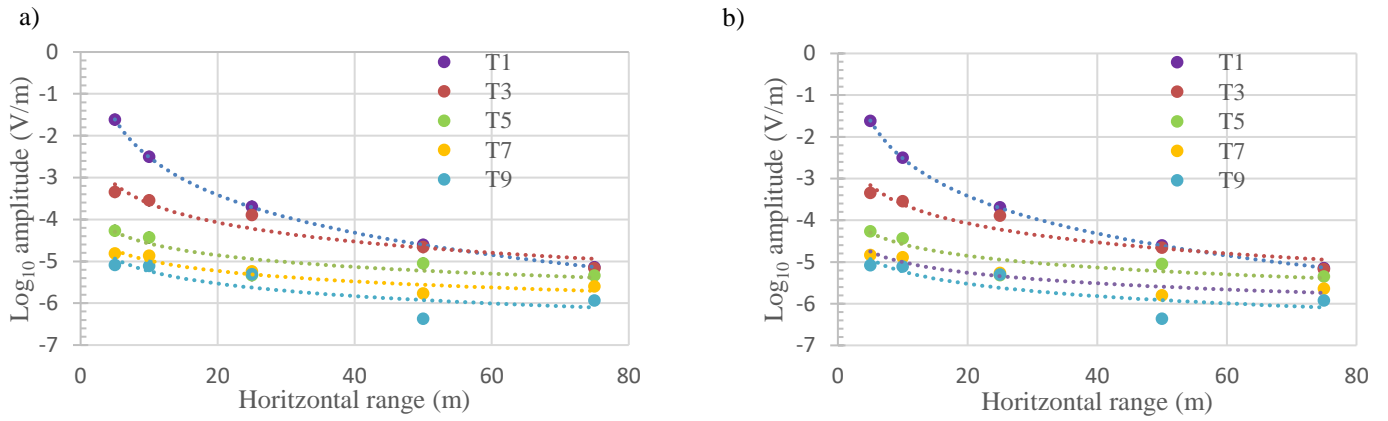 a)
Log10 amplitude (V/m)
0
-1
-2
-3
-4
-5
-6
-7
0 20 40 60 80
Horitzontal range (m)
T1
T3
T5
T7
T9
b)
Log10 amplitude (V/m)
0
-1
-2
-3
-4
-5
-6
-7
0 20 40 60 80
Horitzontal range (m)
T1
T3
T5
T7
T9